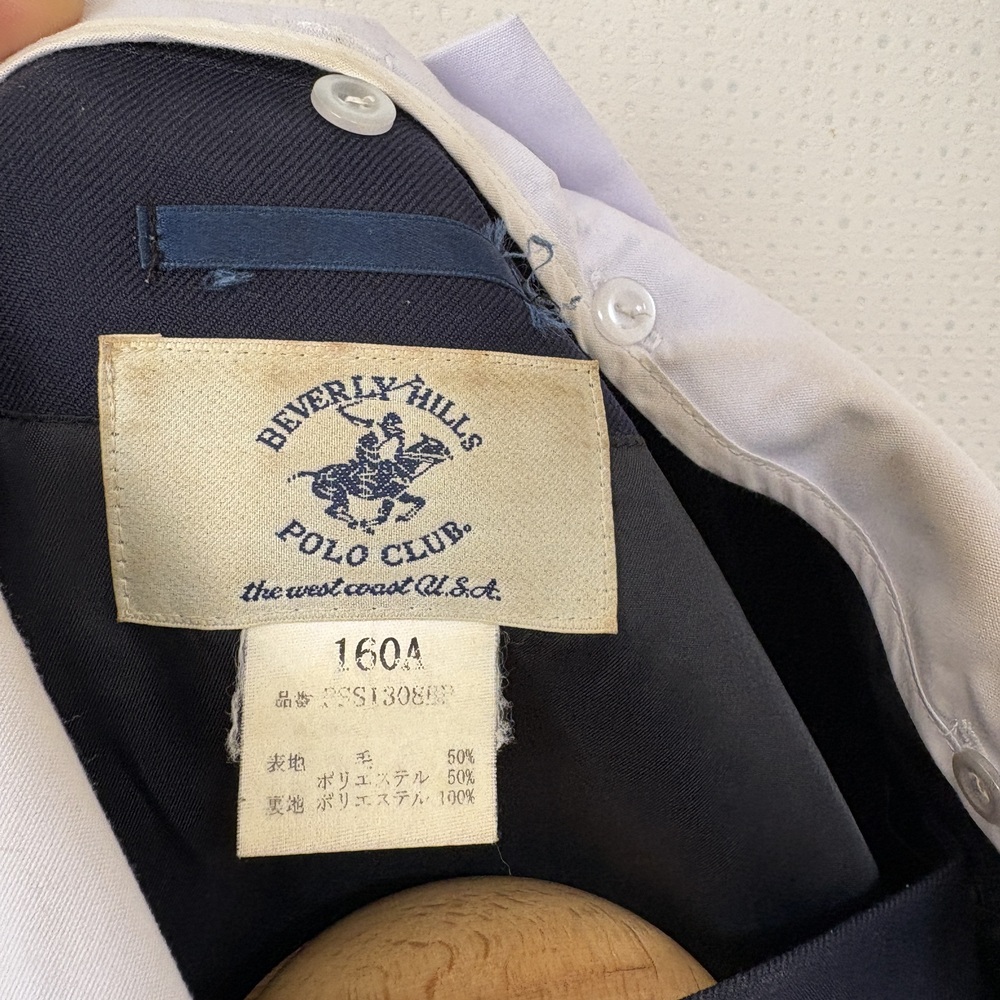 BEVERLY HILLS
POLO CLUB®
the west coast U.S.A.
160A
品番
表地 毛 50%
ポリエステル 50%
裏地 ポリエステル 100%